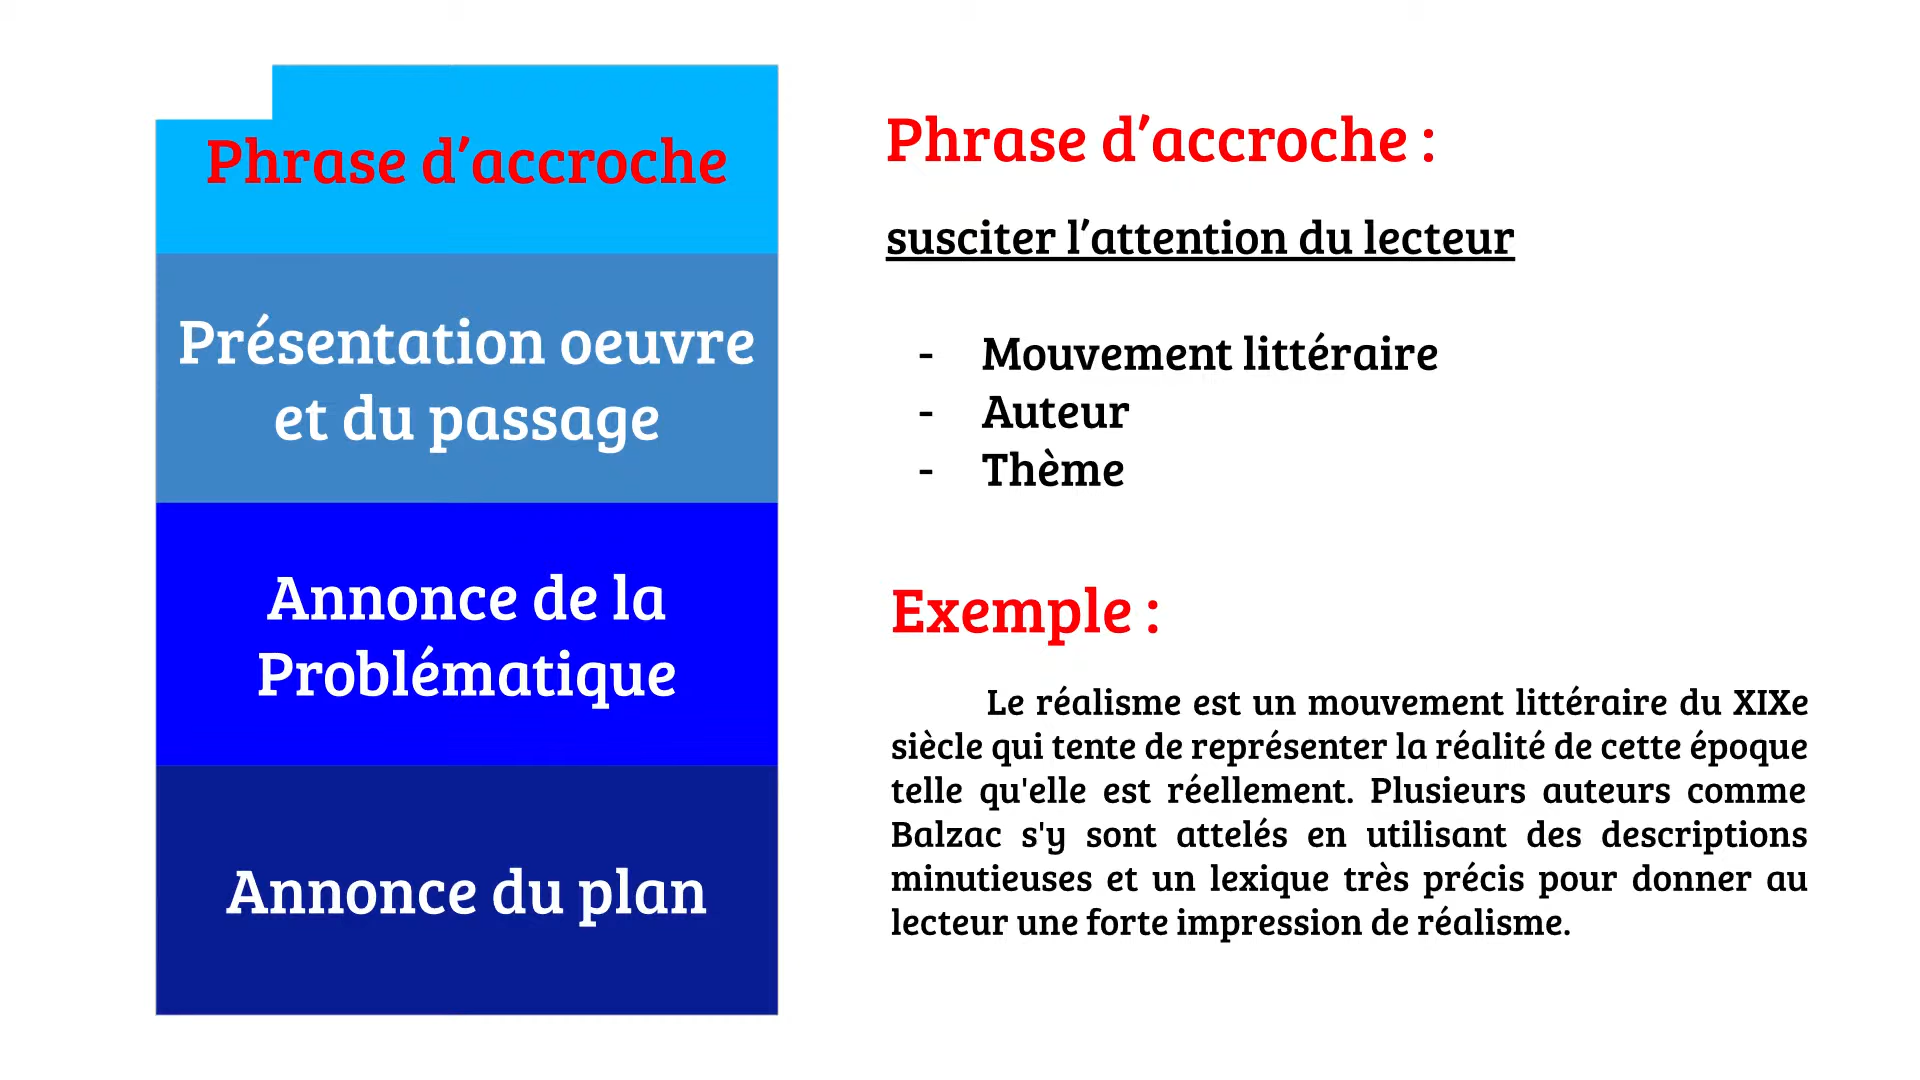 Phrase d’accroche
Présentation oeuvre
et du passage
Annonce de la
Problématique
Annonce du plan
Phrase d’accroche :
susciter l’attention du lecteur
- Mouvement littéraire
- Auteur
- Thème
Exemple :
Le réalisme est un mouvement littéraire du XIXe
siècle qui tente de représenter la réalité de cette époque
telle qu'elle est réellement. Plusieurs auteurs comme
Balzac s'y sont attelés en utilisant des descriptions
minutieuses et un lexique très précis pour donner au
lecteur une forte impression de réalisme.